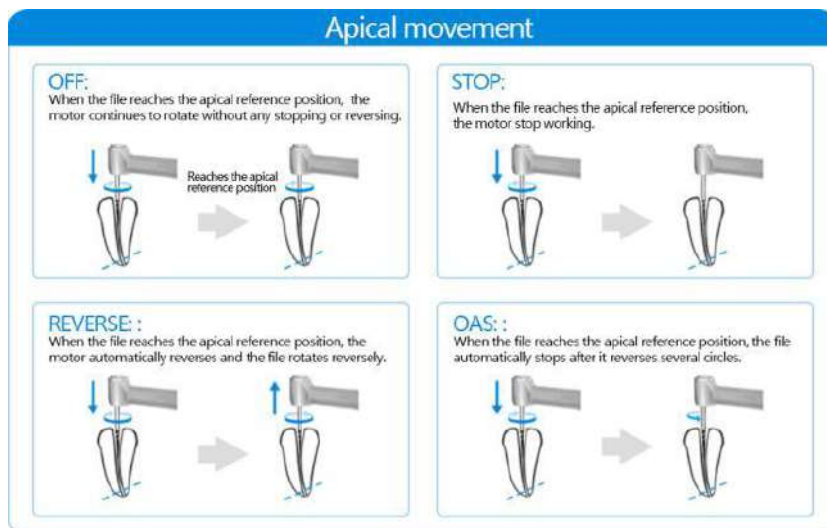 Apical movement
OFF:
When the file reaches the apical reference position, the
motor continues to rotate without any stopping or reversing.
Reaches the apical
reference position
STOP:
When the file reaches the apical reference position,
the motor stop working.
REVERSE: :
When the file reaches the apical reference position, the
motor automatically reverses and the file rotates reversely.
OAS: :
When the file reaches the apical reference position, the file
automatically stops after it reverses several circles.